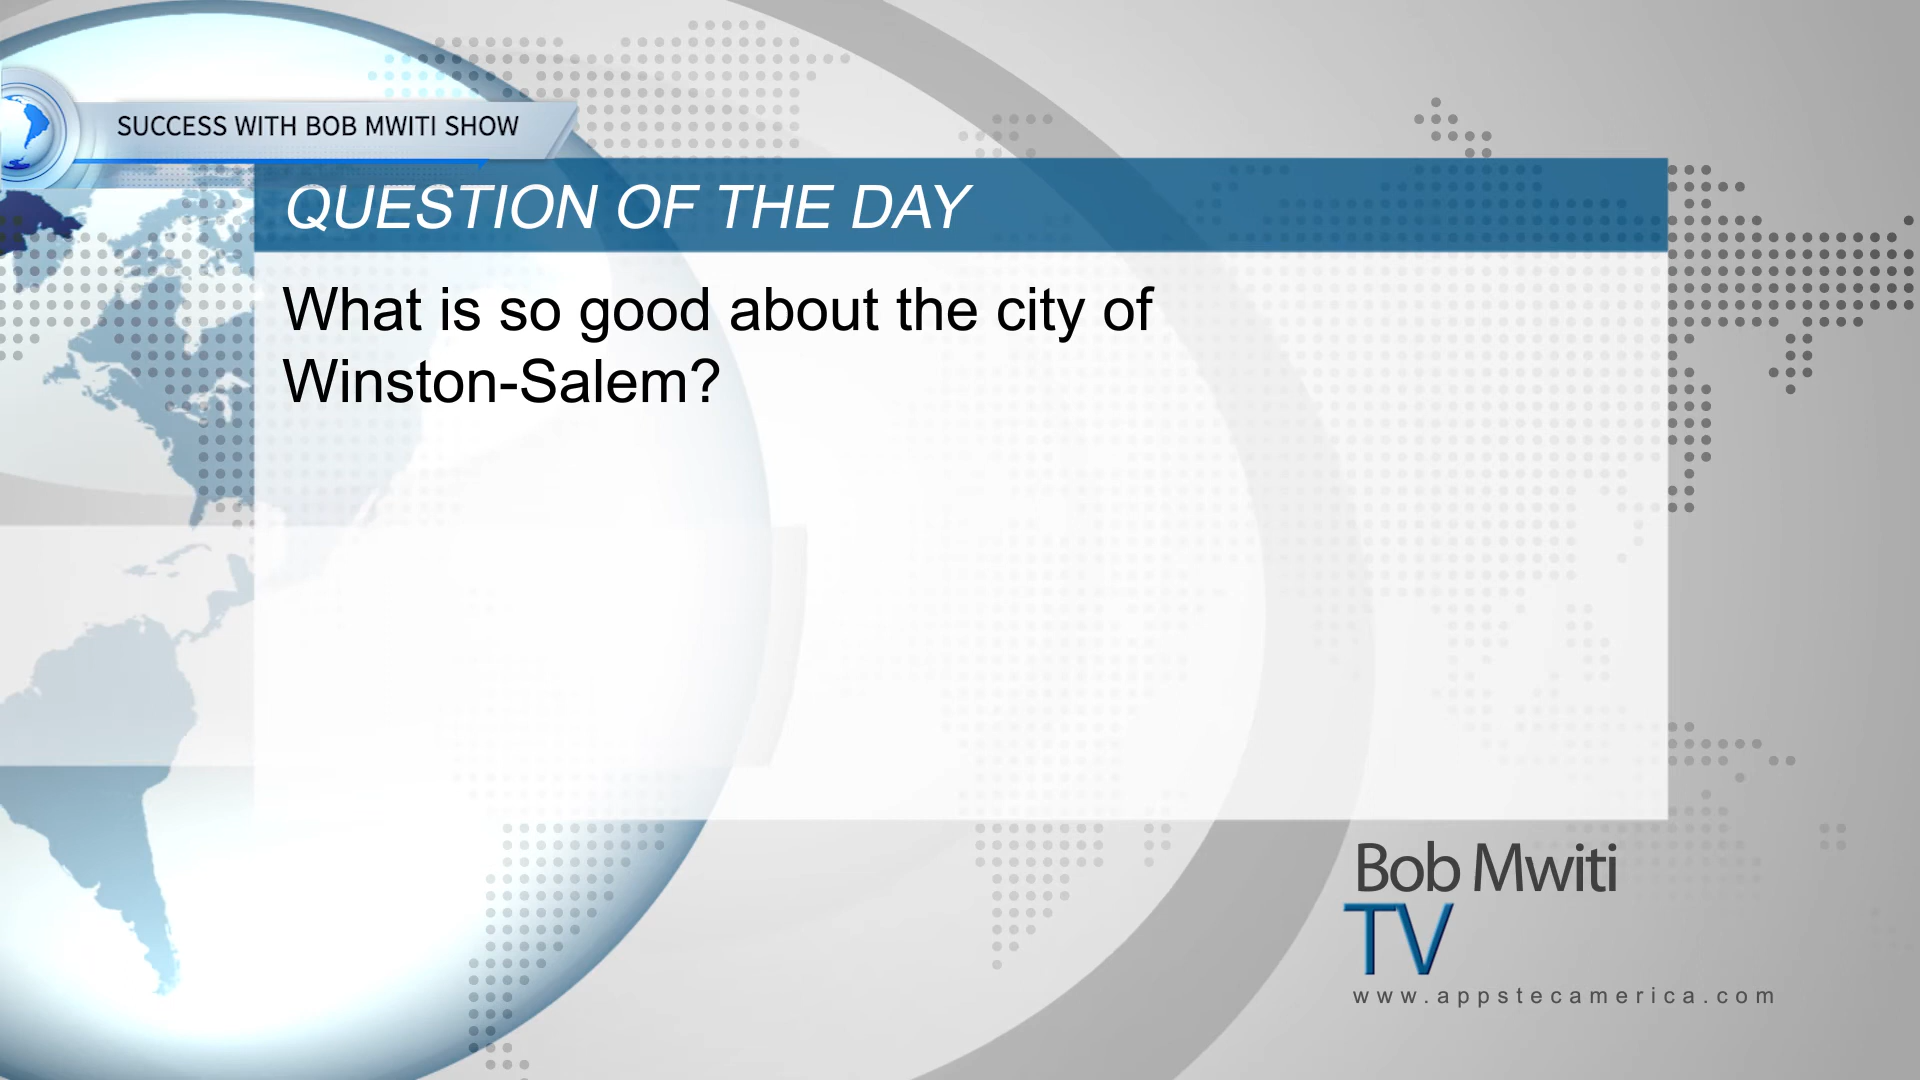 SUCCESS WITH BOB MWITI SHOW
QUESTION OF THE DAY
What is so good about the city of
Winston-Salem?
Bob Mwiti
TV
www.appstecamerica.com